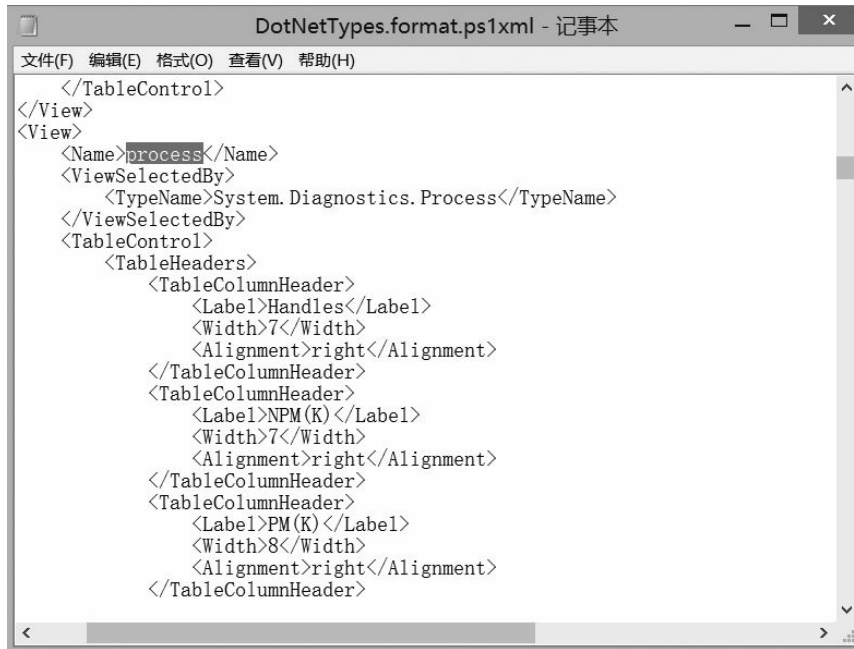 DotNetTypes.format.ps1xml - 记事本
文件(F) 编辑(E) 格式(O) 查看(V) 帮助(H)
</TableControl>
</View>
<View>
<Name>process</Name>
<ViewSelectedBy>
<TypeName>System.Diagnostics.Process</TypeName>
</ViewSelectedBy>
<TableControl>
<TableHeaders>
<TableColumnHeader>
<Label>Handles</Label>
<Width>7</Width>
<Alignment>right</Alignment>
</TableColumnHeader>
<TableColumnHeader>
<Label>NPM(K)</Label>
<Width>7</Width>
<Alignment>right</Alignment>
</TableColumnHeader>
<TableColumnHeader>
<Label>PM(K)</Label>
<Width>8</Width>
<Alignment>right</Alignment>
</TableColumnHeader>